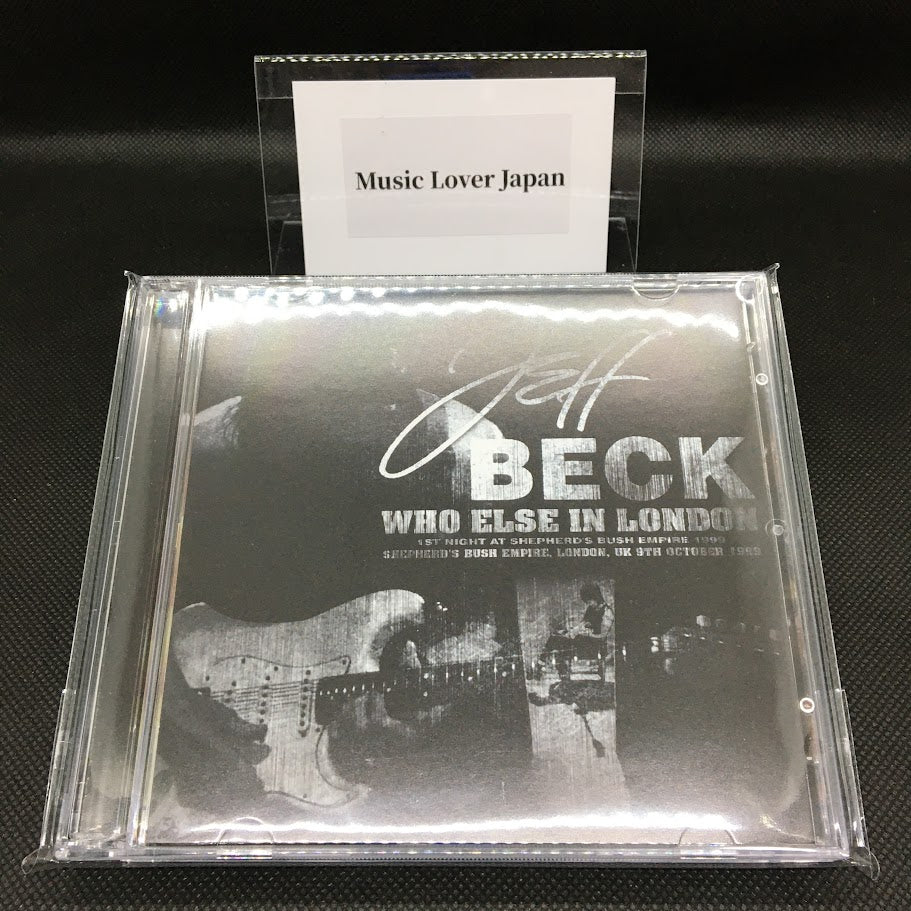 Music Lover Japan
Jeff
BECK
WHO ELSE IN LONDON
1ST NIGHT AT SHEPHERD'S BUSH EMPIRE 1999
SHEPHERD'S BUSH EMPIRE, LONDON, UK 9TH OCTOBER 1999